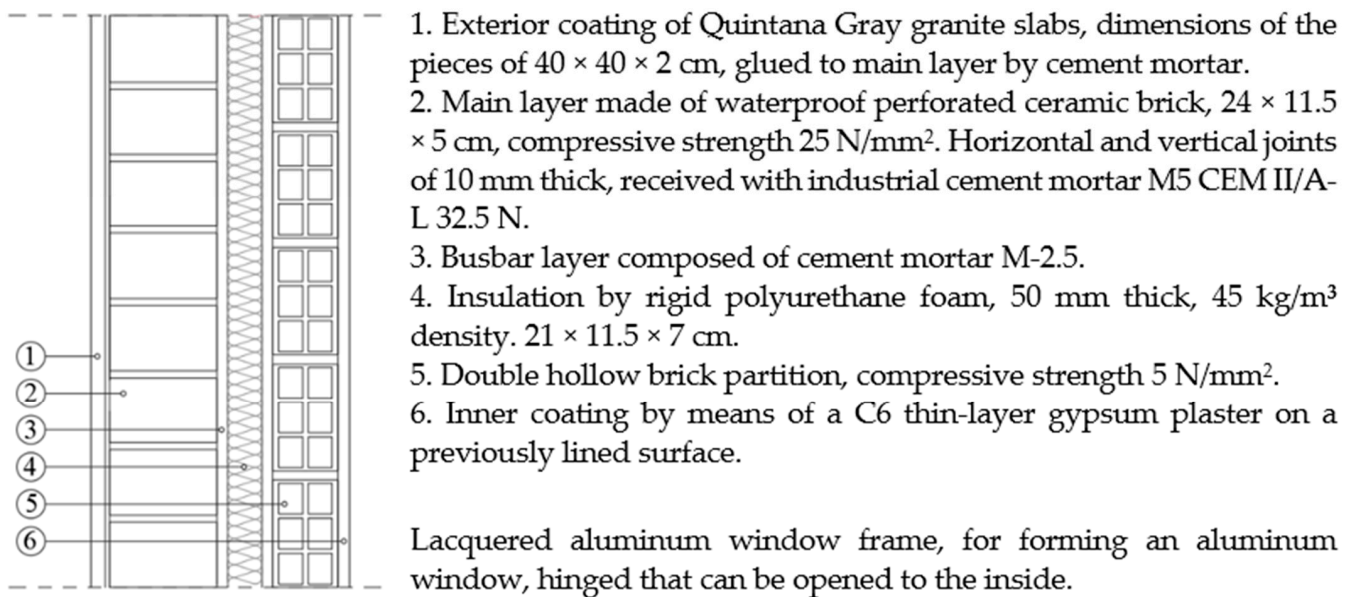 1. Exterior coating of Quintana Gray granite slabs, dimensions of the
pieces of 40 × 40 × 2 cm, glued to main layer by cement mortar.
2. Main layer made of waterproof perforated ceramic brick, 24 × 11.5
× 5 cm, compressive strength 25 N/mm². Horizontal and vertical joints
of 10 mm thick, received with industrial cement mortar M5 CEM II/A-
L 32.5 N.
3. Busbar layer composed of cement mortar M-2.5.
4. Insulation by rigid polyurethane foam, 50 mm thick, 45 kg/m³
density. 21 × 11.5 × 7 cm.
5. Double hollow brick partition, compressive strength 5 N/mm².
6. Inner coating by means of a C6 thin-layer gypsum plaster on a
previously lined surface.
Lacquered aluminum window frame, for forming an aluminum
window, hinged that can be opened to the inside.
1
2
3
4
5
6